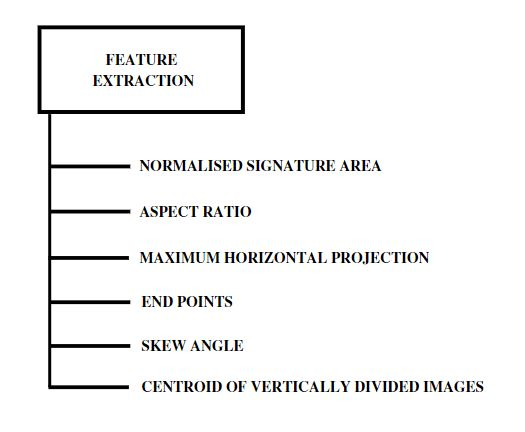 FEATURE
EXTRACTION
NORMALISED SIGNATURE AREA
ASPECT RATIO
MAXIMUM HORIZONTAL PROJECTION
END POINTS
SKEW ANGLE
CENTROID OF VERTICALLY DIVIDED IMAGES